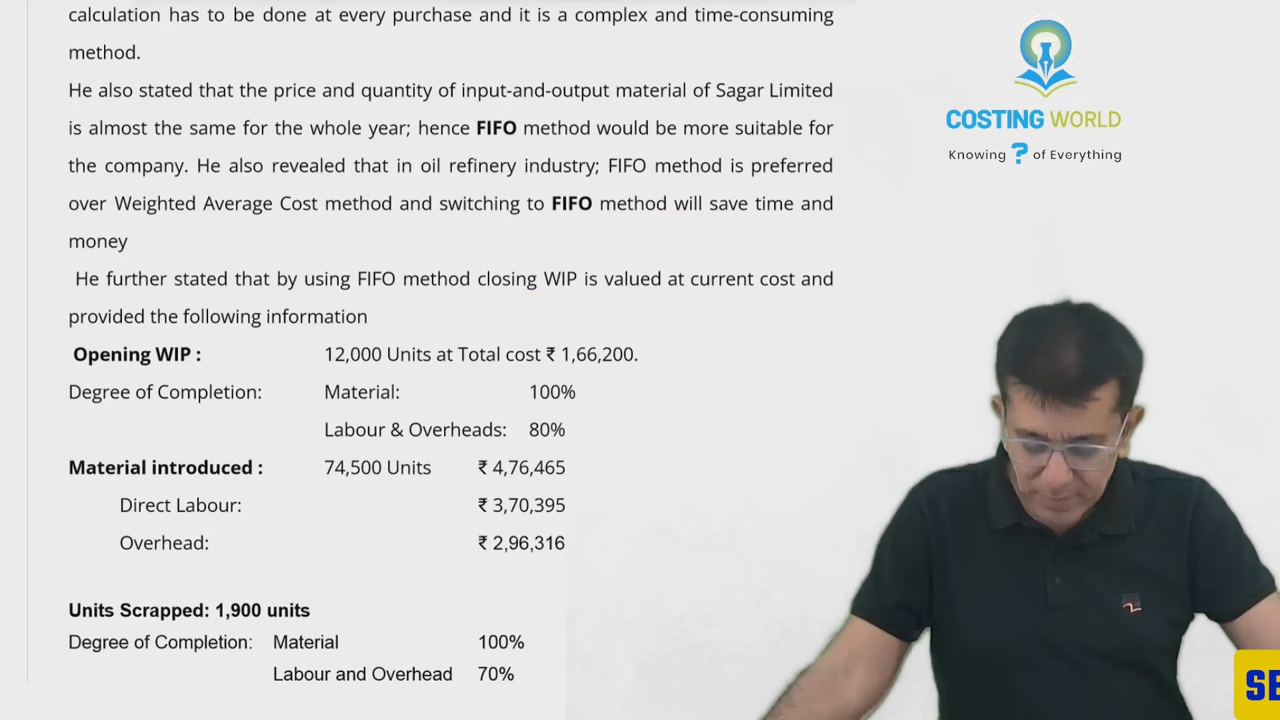 calculation has to be done at every purchase and it is a complex and time-consuming
method.
He also stated that the price and quantity of input-and-output material of Sagar Limited
is almost the same for the whole year; hence FIFO method would be more suitable for
the company. He also revealed that in oil refinery industry; FIFO method is preferred
over Weighted Average Cost method and switching to FIFO method will save time and
money
He further stated that by using FIFO method closing WIP is valued at current cost and
provided the following information
Opening WIP : 12,000 Units at Total cost ₹ 1,66,200.
Degree of Completion: Material: 100%
Labour & Overheads: 80%
Material introduced : 74,500 Units ₹ 4,76,465
Direct Labour: ₹ 3,70,395
Overhead: ₹ 2,96,316
Units Scrapped: 1,900 units
Degree of Completion: Material 100%
Labour and Overhead 70%
COSTING WORLD
Knowing ? of Everything
SE